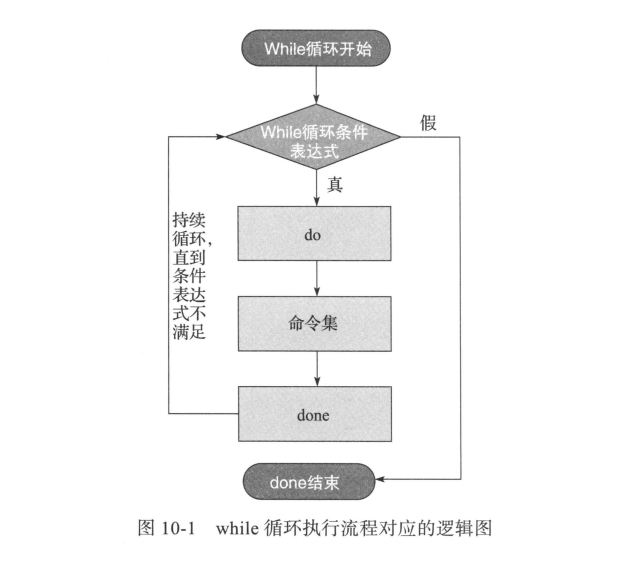 While循环开始
While循环条件
表达式
假
真
do
持续
循环，
直到
条件
表达
式不
满足
命令集
done
done结束
图 10-1 while 循环执行流程对应的逻辑图